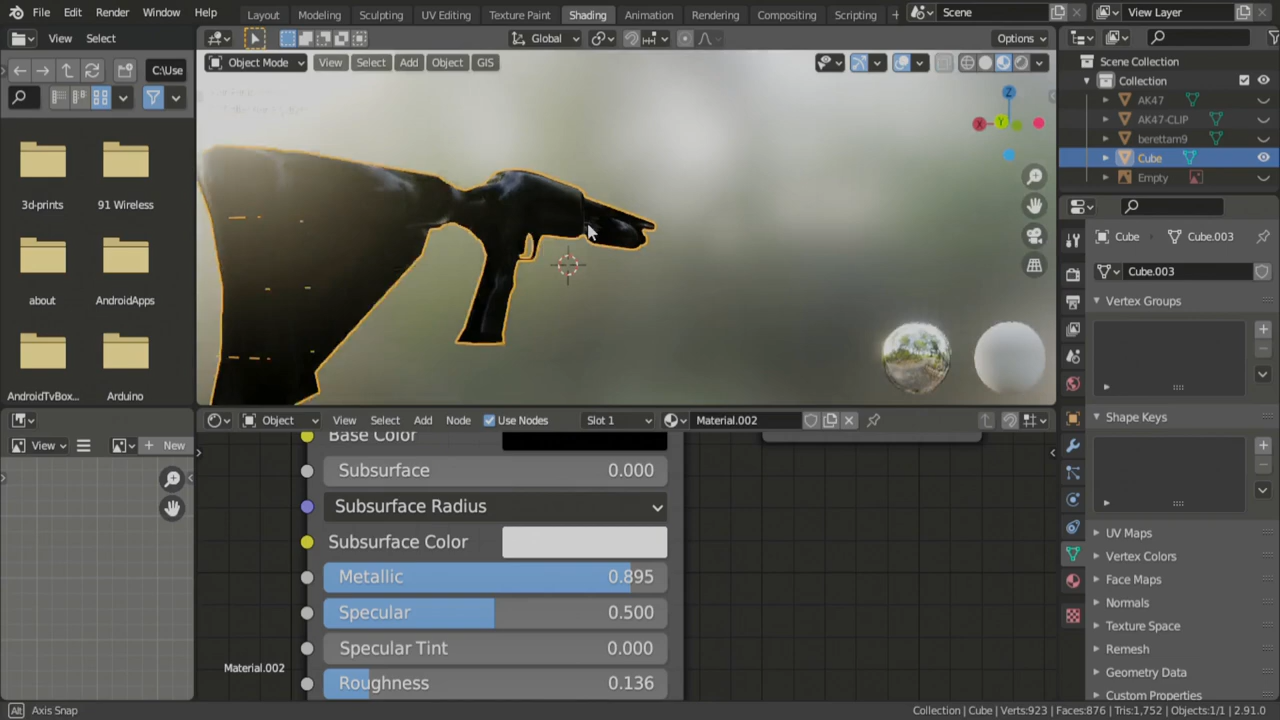 File Edit Render Window Help Layout Modeling Sculpting UV Editing Texture Paint Shading Animation Rendering Compositing Scripting + Scene View Layer
View Select Global Options
Object Mode View Select Add Object GIS
C:\Use
3d-prints 91 Wireless
about AndroidApps
AndroidTvBox... Arduino
Z
X Y
Scene Collection
Collection
AK47
AK47-CLIP
berettam9
Cube
Empty
Cube Cube.003
Cube.003
Vertex Groups
Shape Keys
UV Maps
Vertex Colors
Face Maps
Normals
Texture Space
Remesh
Geometry Data
Custom Properties
Object View Select Add Node Use Nodes Slot 1 Material.002
View New
Base Color
Subsurface 0.000
Subsurface Radius
Subsurface Color
Metallic 0.895
Specular 0.500
Specular Tint 0.000
Roughness 0.136
Material.002
Alt Axis Snap
Collection | Cube | Verts:923 | Faces:876 | Tris:1,752 | Objects:1/1 | 2.91.0